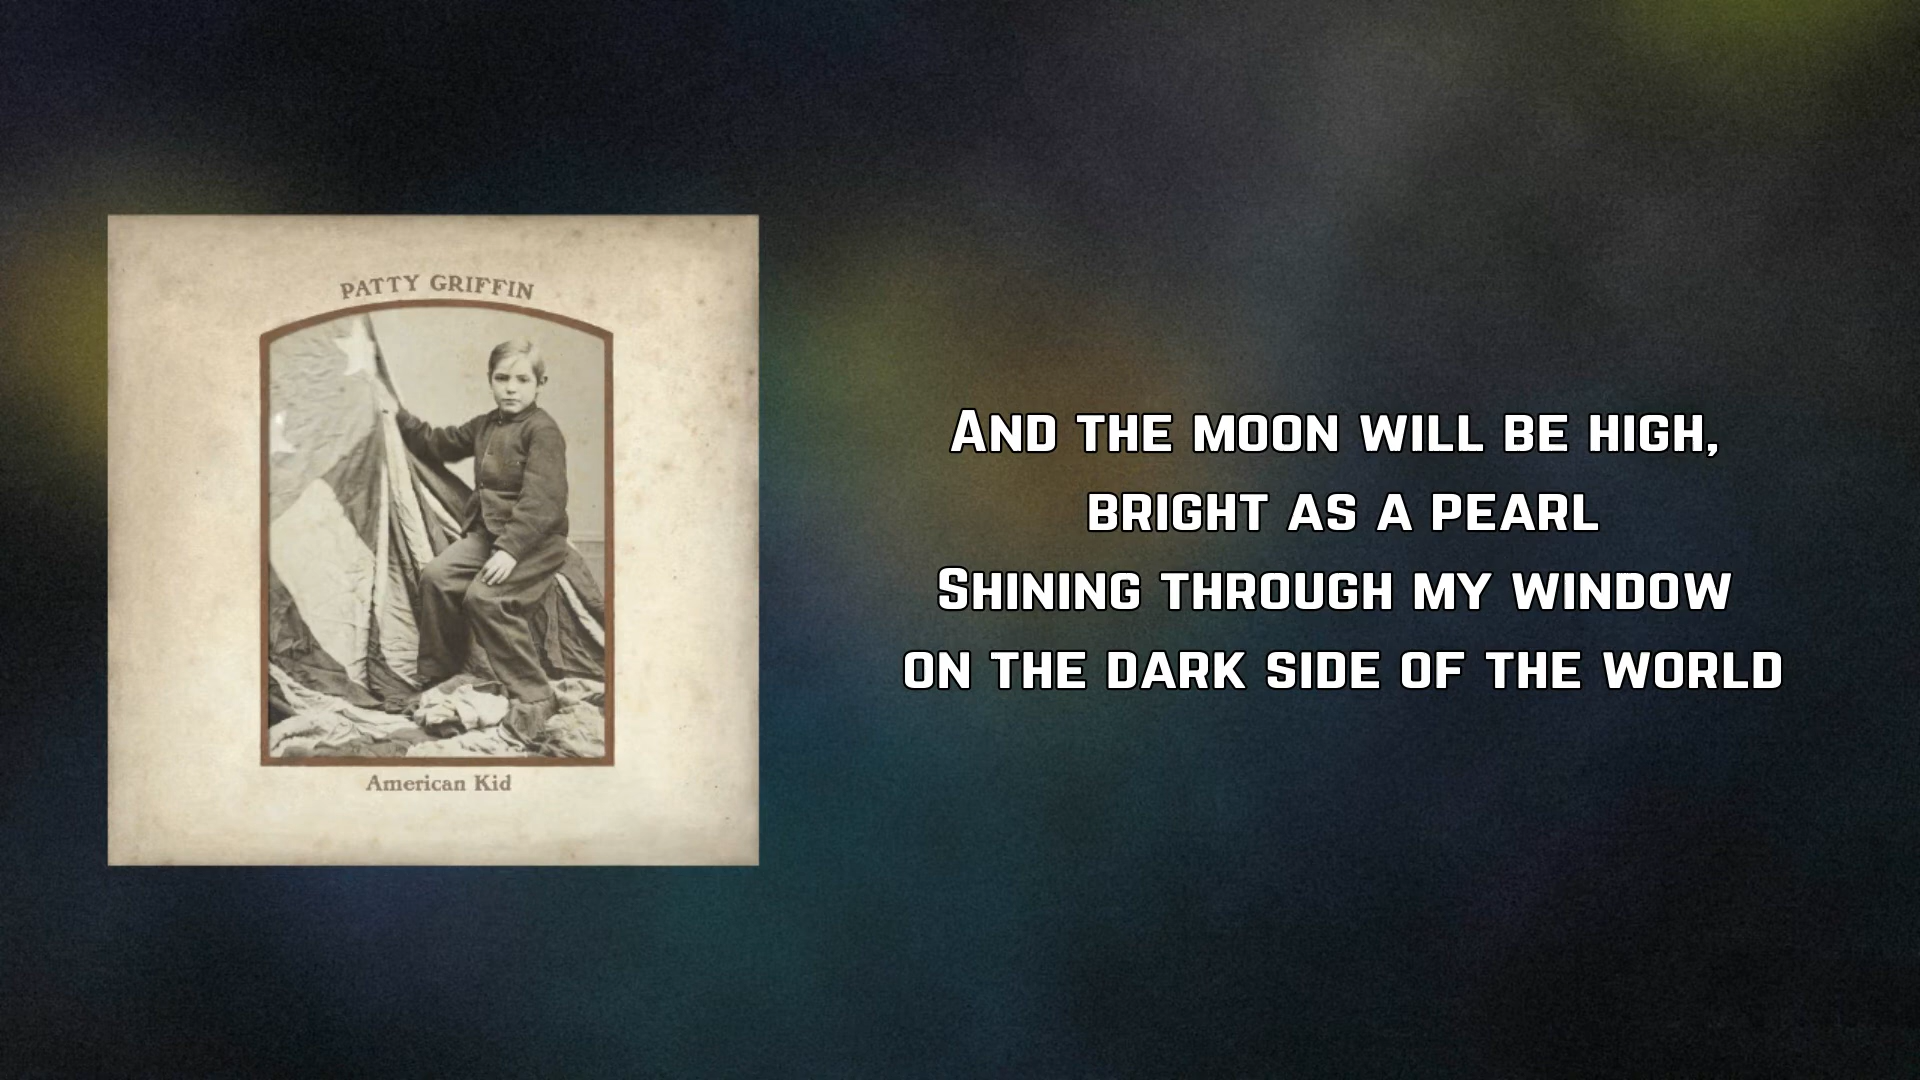 PATTY GRIFFIN
American Kid
And the moon will be high,
bright as a pearl
Shining through my window
on the dark side of the world